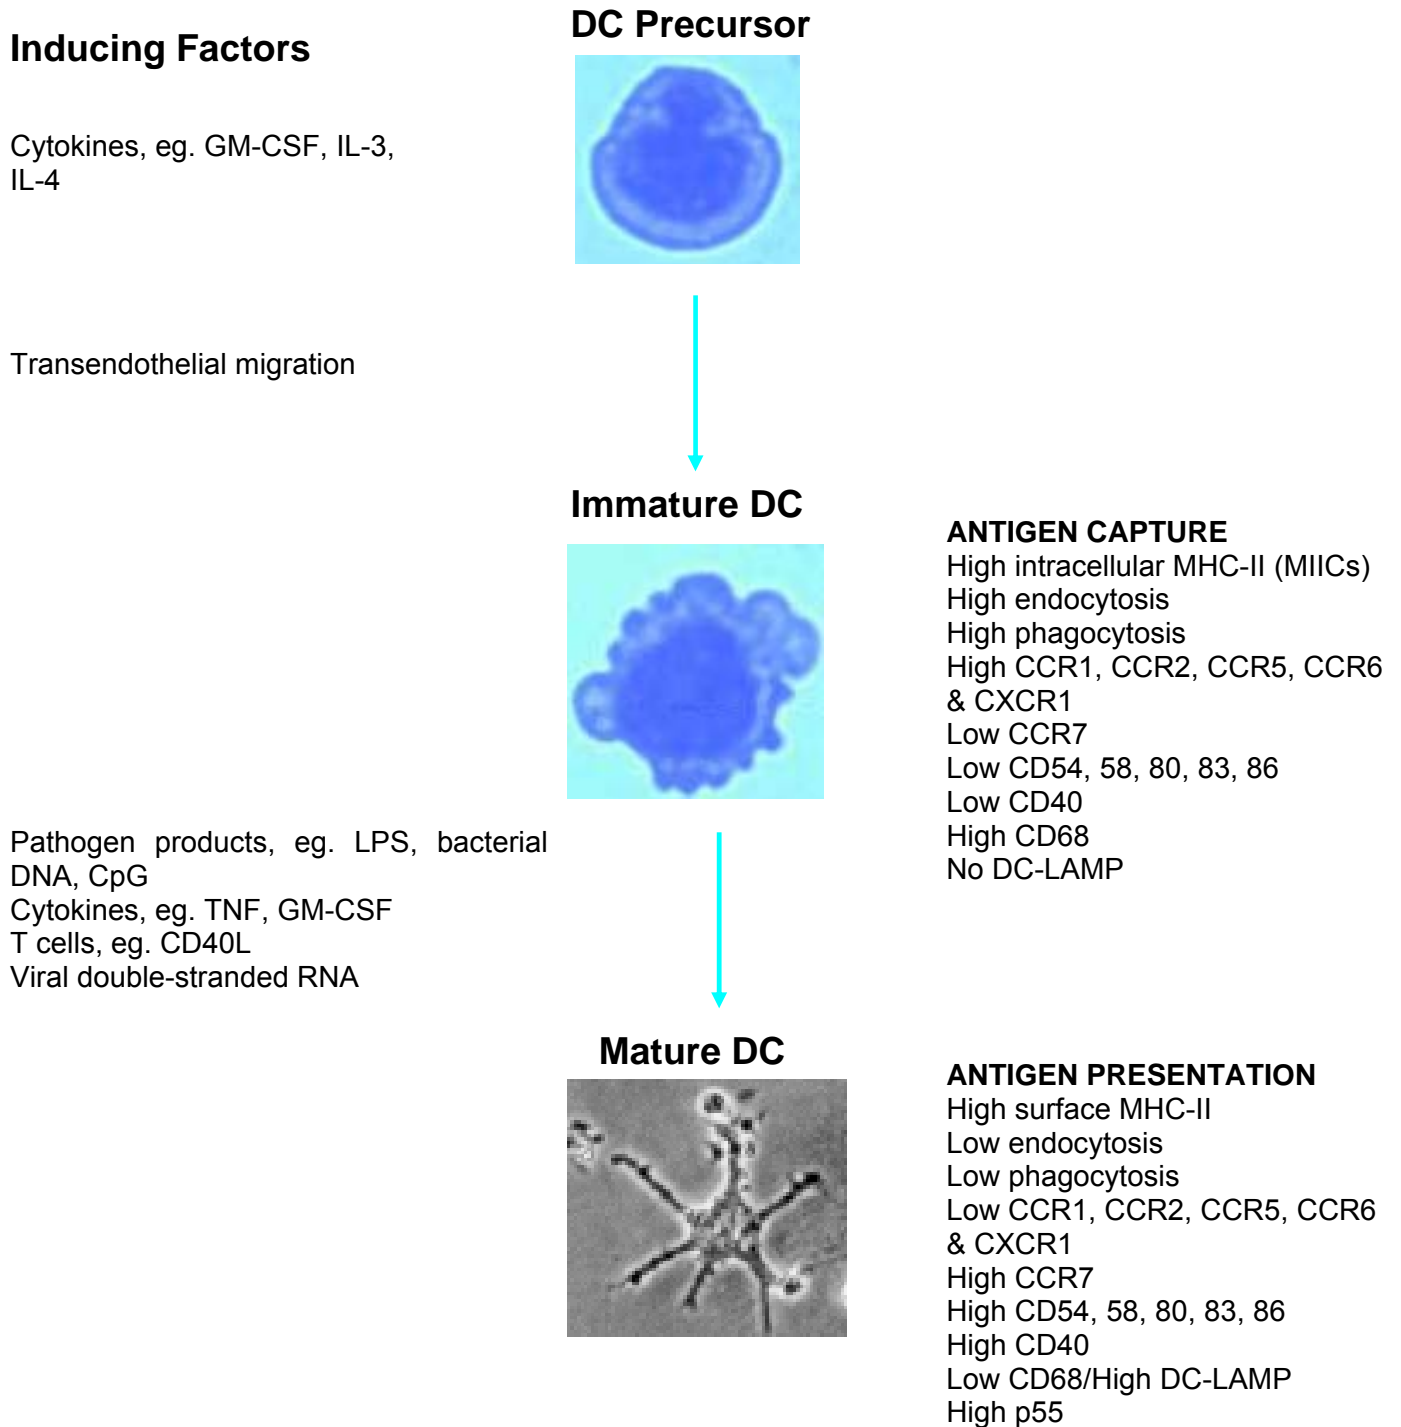 DC Precursor
Inducing Factors
Cytokines, eg. GM-CSF, IL-3,
IL-4
Transendothelial migration
Immature DC
ANTIGEN CAPTURE
High intracellular MHC-II (MIICs)
High endocytosis
High phagocytosis
High CCR1, CCR2, CCR5, CCR6
& CXCR1
Low CCR7
Low CD54, 58, 80, 83, 86
Low CD40
High CD68
No DC-LAMP
Pathogen products, eg. LPS, bacterial
DNA, CpG
Cytokines, eg. TNF, GM-CSF
T cells, eg. CD40L
Viral double-stranded RNA
Mature DC
ANTIGEN PRESENTATION
High surface MHC-II
Low endocytosis
Low phagocytosis
Low CCR1, CCR2, CCR5, CCR6
& CXCR1
High CCR7
High CD54, 58, 80, 83, 86
High CD40
Low CD68/High DC-LAMP
High p55